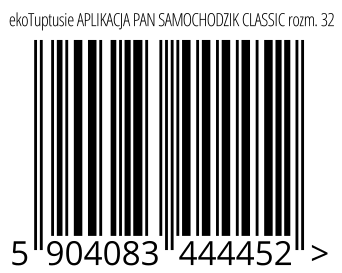 ekoTuptusie APLIKACJA PAN SAMOCHODZIK CLASSIC rozm. 32
5 904083 444452 >